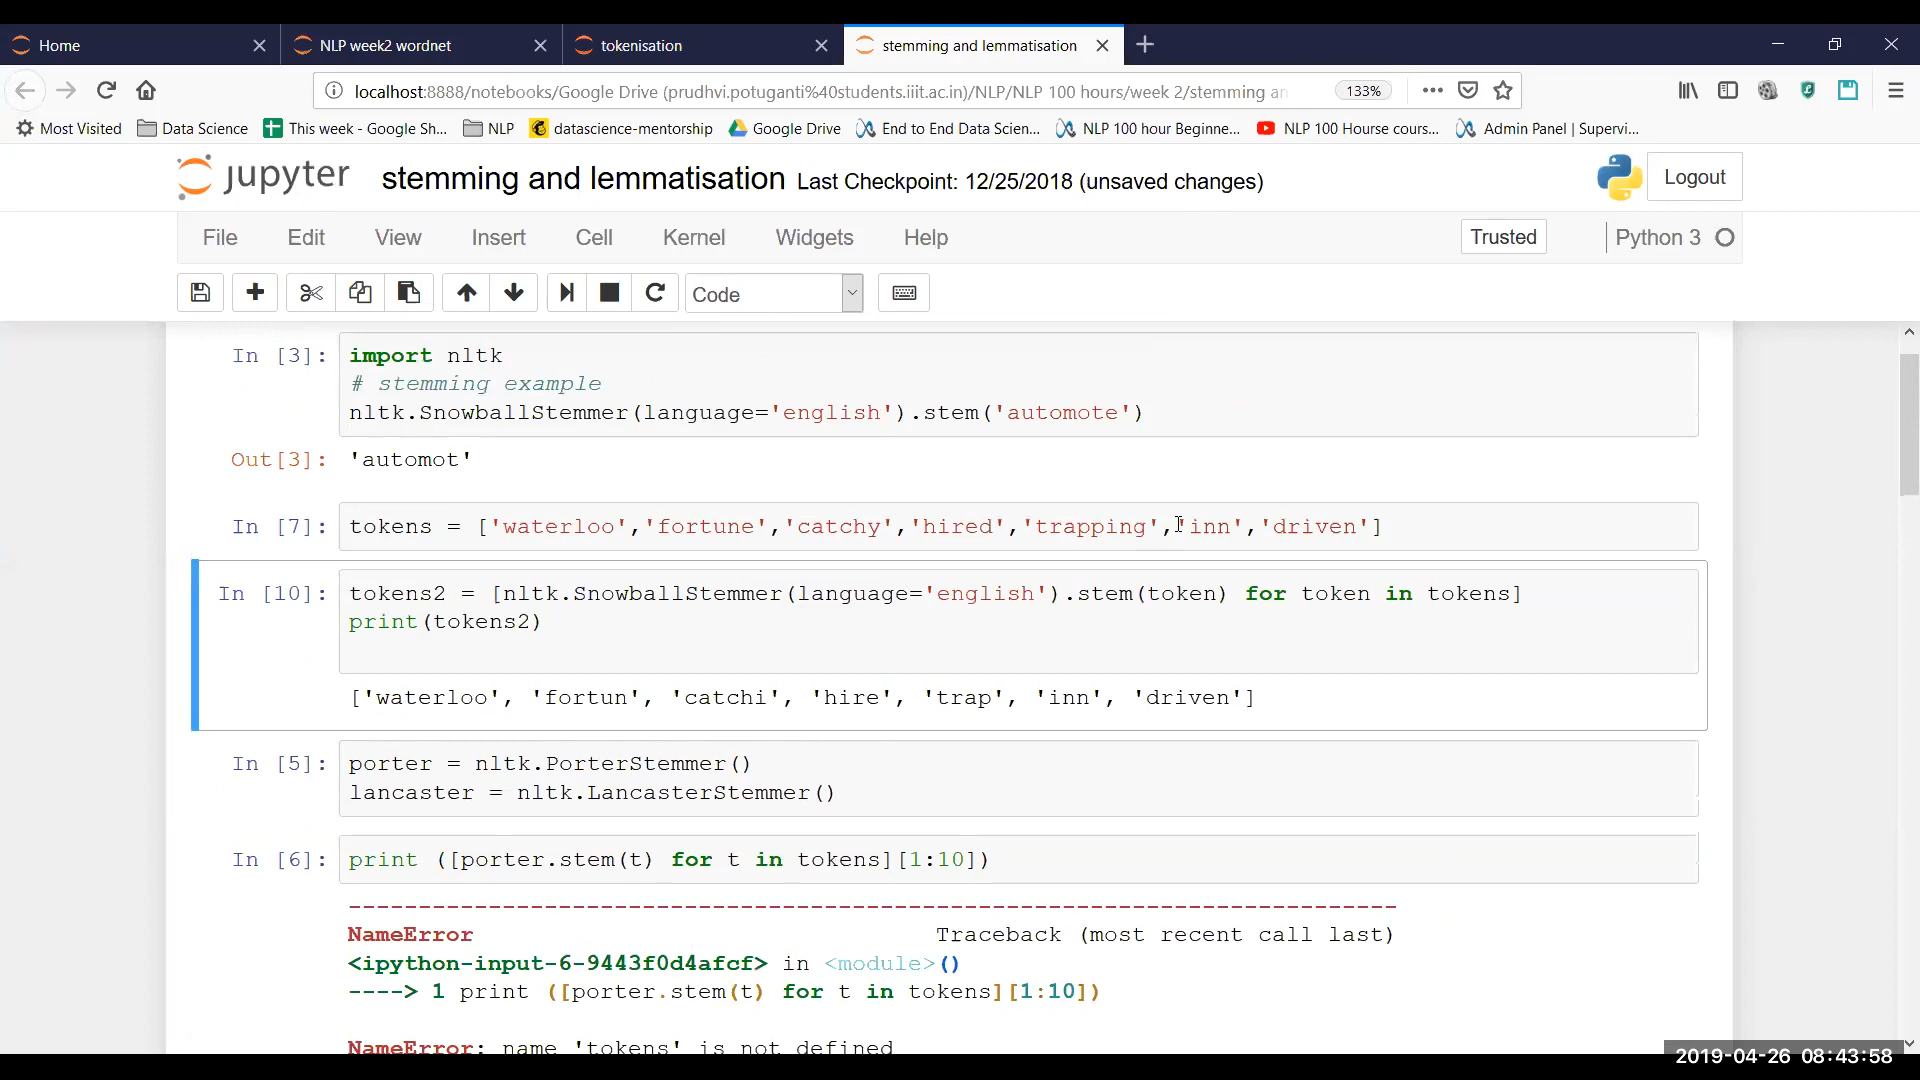 Home
NLP week2 wordnet
tokenisation
stemming and lemmatisation
localhost:8888/notebooks/Google Drive (prudhvi.potuganti%40students.iiit.ac.in)/NLP/NLP 100 hours/week 2/stemming an
133%
Most Visited
Data Science
This week - Google Sh...
NLP
datascience-mentorship
Google Drive
End to End Data Scien...
NLP 100 hour Beginne...
NLP 100 Hourse cours...
Admin Panel | Supervi...
jupyter stemming and lemmatisation Last Checkpoint: 12/25/2018 (unsaved changes)
Logout
File Edit View Insert Cell Kernel Widgets Help
Trusted
Python 3
Code
In [3]: import nltk
# stemming example
nltk.SnowballStemmer(language='english').stem('automote')
Out[3]: 'automot'
In [7]: tokens = ['waterloo','fortune','catchy','hired','trapping','inn','driven']
In [10]: tokens2 = [nltk.SnowballStemmer(language='english').stem(token) for token in tokens]
print(tokens2)
['waterloo', 'fortun', 'catchi', 'hire', 'trap', 'inn', 'driven']
In [5]: porter = nltk.PorterStemmer()
lancaster = nltk.LancasterStemmer()
In [6]: print ([porter.stem(t) for t in tokens][1:10])
---------------------------------------------------------------------------
NameError Traceback (most recent call last)
<ipython-input-6-9443f0d4afcf> in <module>()
----> 1 print ([porter.stem(t) for t in tokens][1:10])
NameError: name 'tokens' is not defined
2019-04-26 08:43:58